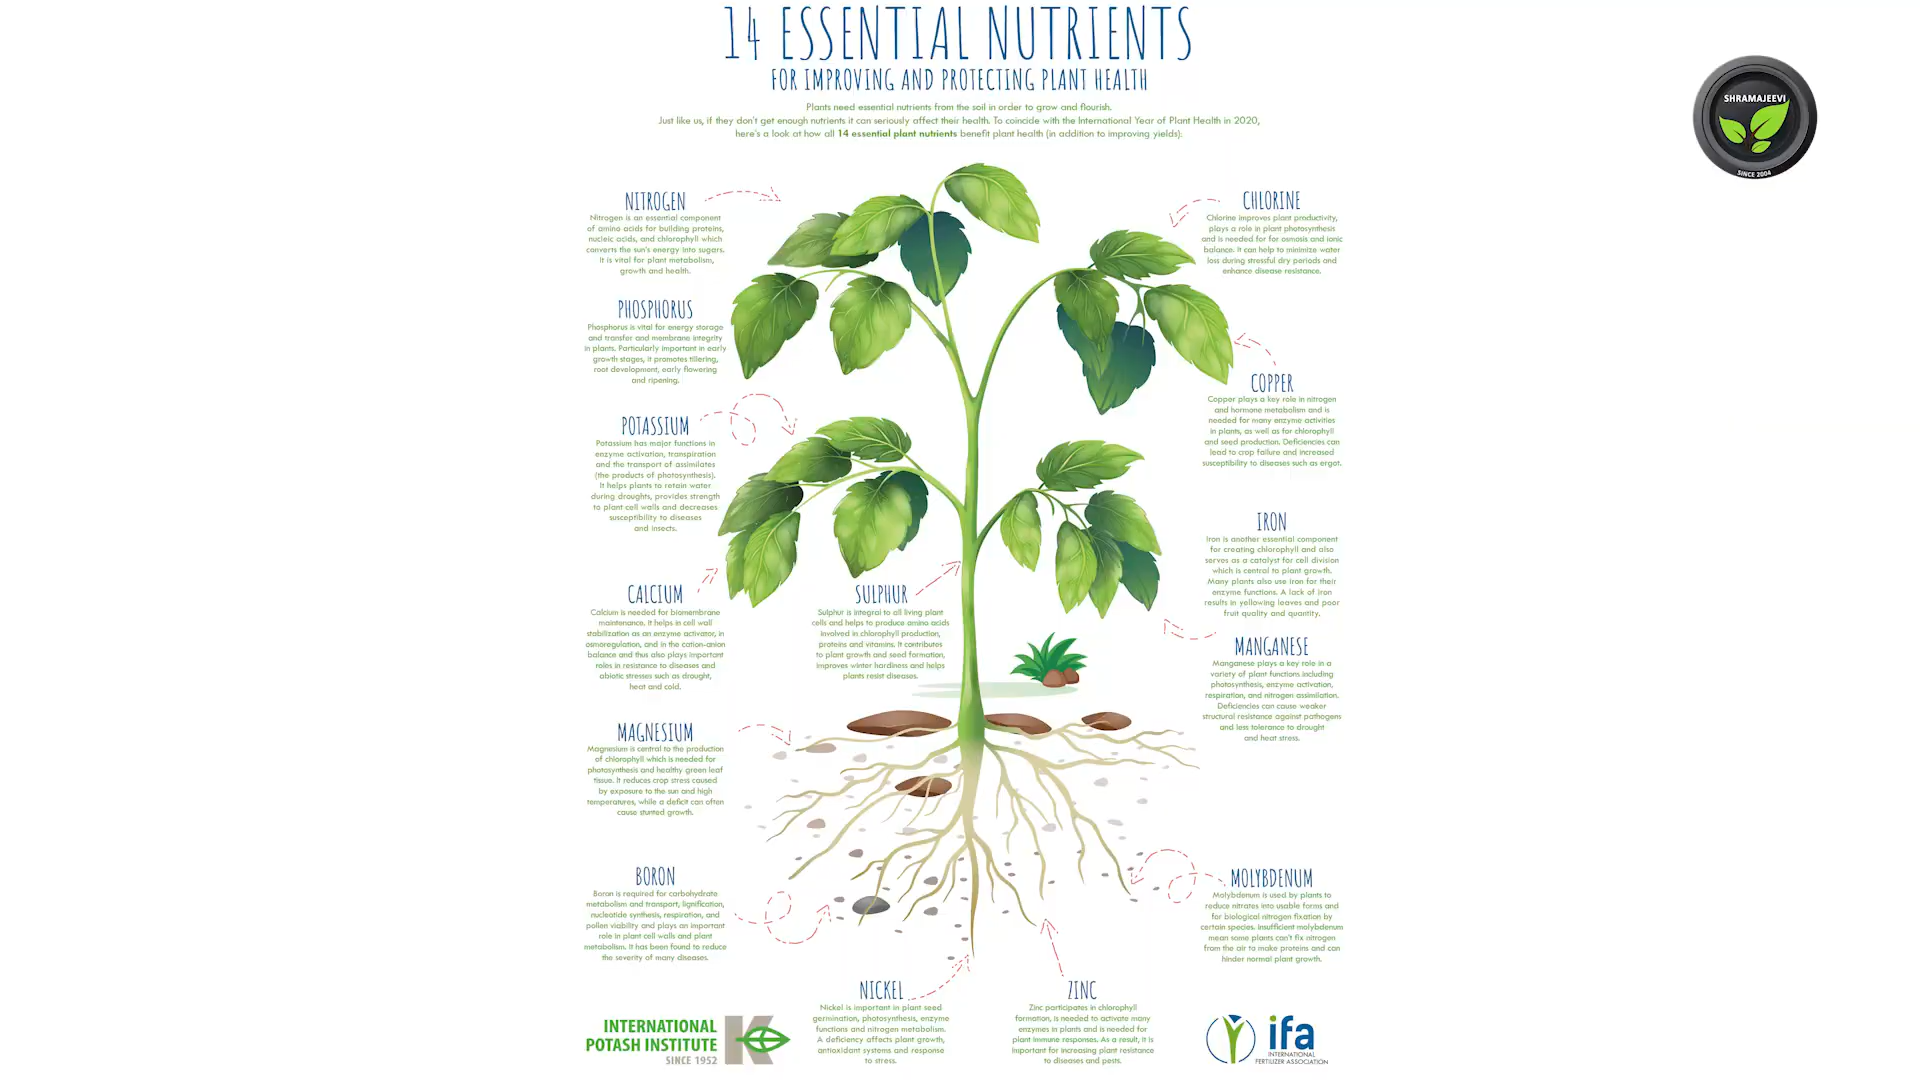 14 ESSENTIAL NUTRIENTS
FOR IMPROVING AND PROTECTING PLANT HEALTH
Plants need essential nutrients from the soil in order to grow and flourish.
Just like us, if they don't get enough nutrients it can seriously affect their health. To coincide with the International Year of Plant Health in 2020,
here's a look at how all 14 essential plant nutrients benefit plant health (in addition to improving yields):
SHRAMAJEEVI
SINCE 2004
NITROGEN
Nitrogen is an essential component
of amino acids for building proteins,
nucleic acids, and chlorophyll which
converts the sun's energy into sugars.
It is vital for plant metabolism,
growth and health.
PHOSPHORUS
Phosphorus is vital for energy storage
and transfer and membrane integrity
in plants. Particularly important in early
growth stages, it promotes tillering,
root development, early flowering
and ripening.
POTASSIUM
Potassium has major functions in
enzyme activation, transpiration
and the transport of assimilates
(the products of photosynthesis).
It helps plants to retain water
during droughts, provides strength
to plant cell walls and decreases
susceptibility to diseases
and insects.
CALCIUM
Calcium is needed for biomembrane
maintenance. It helps in cell wall
stabilization as an enzyme activator, in
osmoregulation, and in the cation-anion
balance and thus also plays important
roles in resistance to diseases and
abiotic stresses such as drought,
heat and cold.
MAGNESIUM
Magnesium is central to the production
of chlorophyll which is needed for
photosynthesis and healthy green leaf
tissue. It reduces crop stress caused
by exposure to the sun and high
temperatures, while a deficit can often
cause stunted growth.
BORON
Boron is required for carbohydrate
metabolism and transport, lignification,
nucleotide synthesis, respiration, and
pollen viability and plays an important
role in plant cell walls and plant
metabolism. It has been found to reduce
the severity of many diseases.
SULPHUR
Sulphur is integral to all living plant
cells and helps to produce amino acids
involved in chlorophyll production,
proteins and vitamins. It contributes
to plant growth and seed formation,
improves winter hardiness and helps
plants resist diseases.
NICKEL
Nickel is important in plant seed
germination, photosynthesis, enzyme
functions and nitrogen metabolism.
A deficiency affects plant growth,
antioxidant systems and response
to stress.
ZINC
Zinc participates in chlorophyll
formation, is needed to activate many
enzymes in plants and is needed for
plant immune responses. As a result, it is
important for increasing plant resistance
to diseases and pests.
CHLORINE
Chlorine improves plant productivity,
plays a role in plant photosynthesis
and is needed for for osmosis and ionic
balance. It can help to minimize water
loss during stressful dry periods and
enhance disease resistance.
COPPER
Copper plays a key role in nitrogen
and hormone metabolism and is
needed for many enzyme activities
in plants, as well as for chlorophyll
and seed production. Deficiencies can
lead to crop failure and increased
susceptibility to diseases such as ergot.
IRON
Iron is another essential component
for creating chlorophyll and also
serves as a catalyst for cell division
which is central to plant growth.
Many plants also use iron for their
enzyme functions. A lack of iron
results in yellowing leaves and poor
fruit quality and quantity.
MANGANESE
Manganese plays a key role in a
variety of plant functions including
photosynthesis, enzyme activation,
respiration, and nitrogen assimilation.
Deficiencies can cause weaker
structural resistance against pathogens
and less tolerance to drought
and heat stress.
MOLYBDENUM
Molybdenum is used by plants to
reduce nitrates into usable forms and
for biological nitrogen fixation by
certain species. Insufficient molybdenum
mean some plants can't fix nitrogen
from the air to make proteins and can
hinder normal plant growth.
INTERNATIONAL
POTASH INSTITUTE
SINCE 1952
K
ifa
INTERNATIONAL
FERTILIZER ASSOCIATION